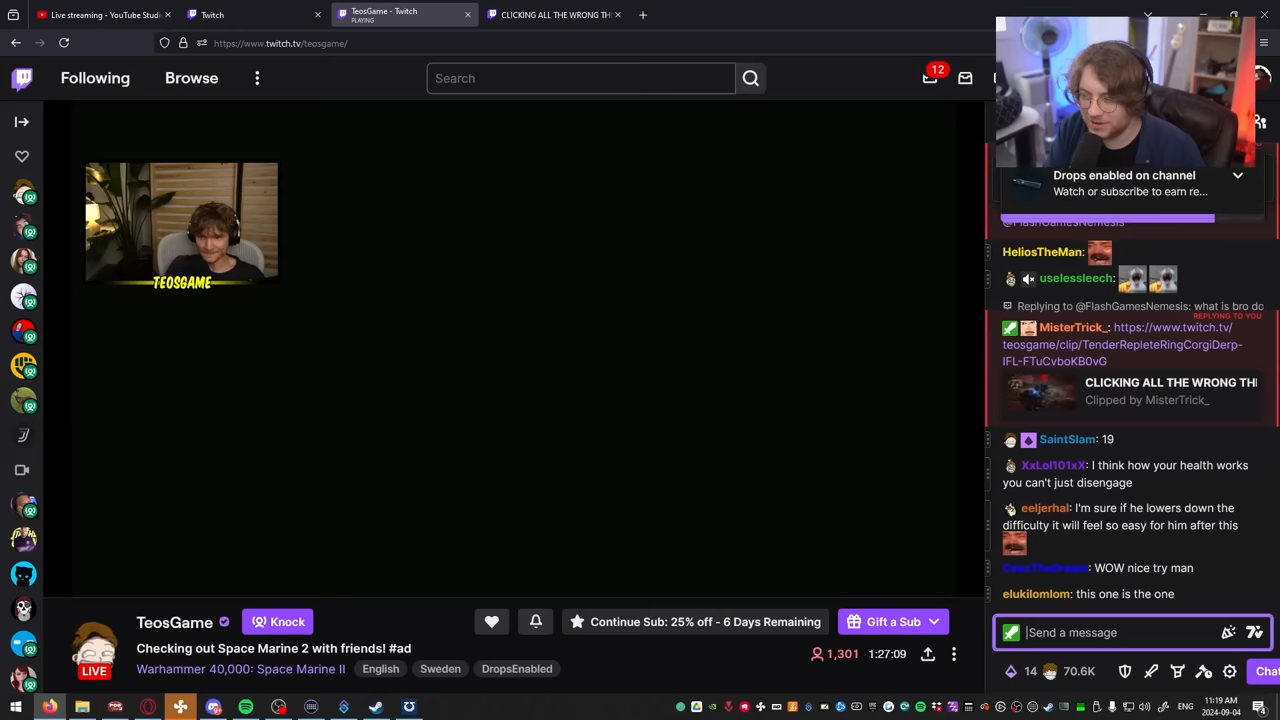 Live streaming - YouTube Studio
Twitch
TeosGame - Twitch
PLAYING
CLICKING ALL THE WRONG TH
https://www.twitch.tv/teosgame/
Following
Browse
Search
12
TEOSGAME
Drops enabled on channel
Watch or subscribe to earn re...
@FlashGamesNemesis
HeliosTheMan:
uselessleech:
Replying to @FlashGamesNemesis: what is bro do
REPLYING TO YOU
MisterTrick_: https://www.twitch.tv/
teosgame/clip/TenderRepleteRingCorgiDerp-
IFL-FTuCvboKB0vG
CLICKING ALL THE WRONG THI
Clipped by MisterTrick_
SaintSlam: 19
XxLol101xX: I think how your health works
you can't just disengage
eeljerhal: I'm sure if he lowers down the
difficulty it will feel so easy for him after this
WOW nice try man
elukilomlom: this one is the one
Send a message
14
70.6K
Chat
TeosGame
Knock
Continue Sub: 25% off - 6 Days Remaining
Gift a Sub
Checking out Space Marine 2 with friends! #ad
LIVE
Warhammer 40,000: Space Marine II
English
Sweden
DropsEnabled
1,301
1:27:09
ENG
11:19 AM
2024-09-04
4